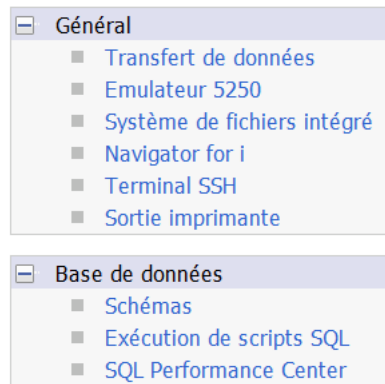 Général
Transfert de données
Emulateur 5250
Système de fichiers intégré
Navigator for i
Terminal SSH
Sortie imprimante
Base de données
Schémas
Exécution de scripts SQL
SQL Performance Center